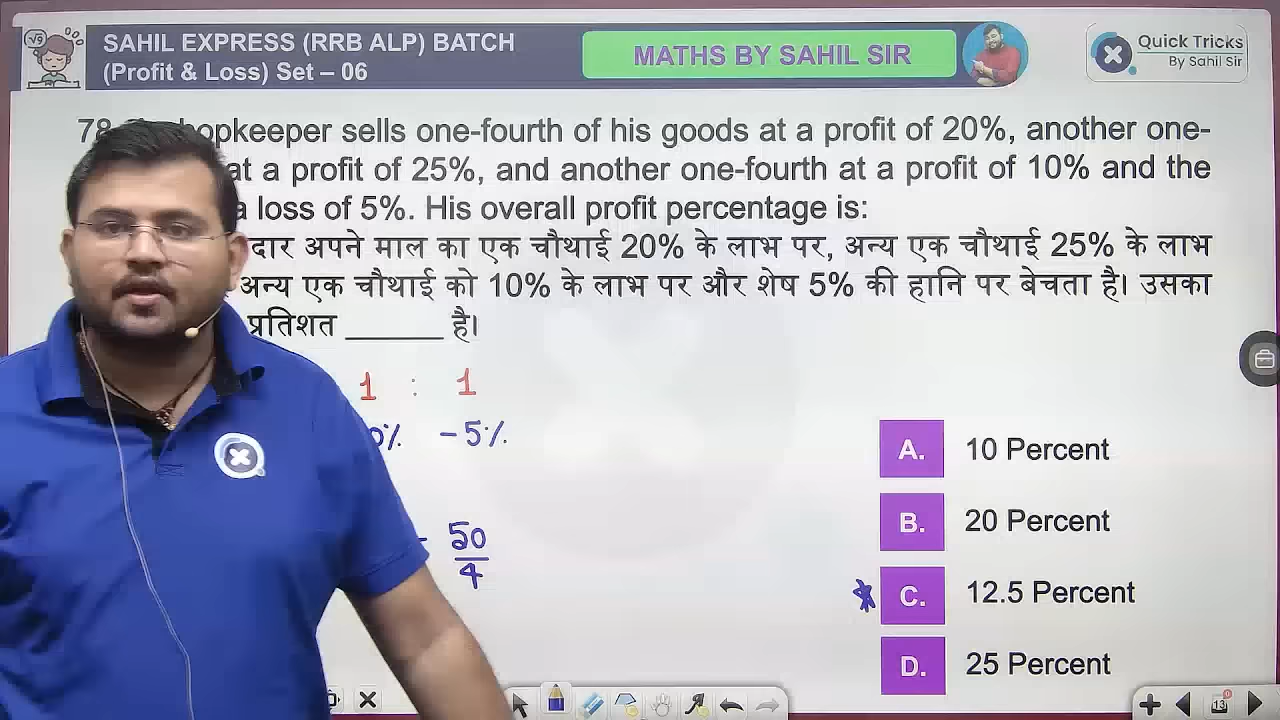 SAHIL EXPRESS (RRB ALP) BATCH
(Profit & Loss) Set – 06
MATHS BY SAHIL SIR
Quick Tricks
By Sahil Sir
78. shopkeeper sells one-fourth of his goods at a profit of 20%, another one-
at a profit of 25%, and another one-fourth at a profit of 10% and the
a loss of 5%. His overall profit percentage is:
दार अपने माल का एक चौथाई 20% के लाभ पर, अन्य एक चौथाई 25% के लाभ
अन्य एक चौथाई को 10% के लाभ पर और शेष 5% की हानि पर बेचता है। उसका
प्रतिशत ______ है।
1 : 1
0% -5%
50
4
A. 10 Percent
B. 20 Percent
C. 12.5 Percent
D. 25 Percent
13